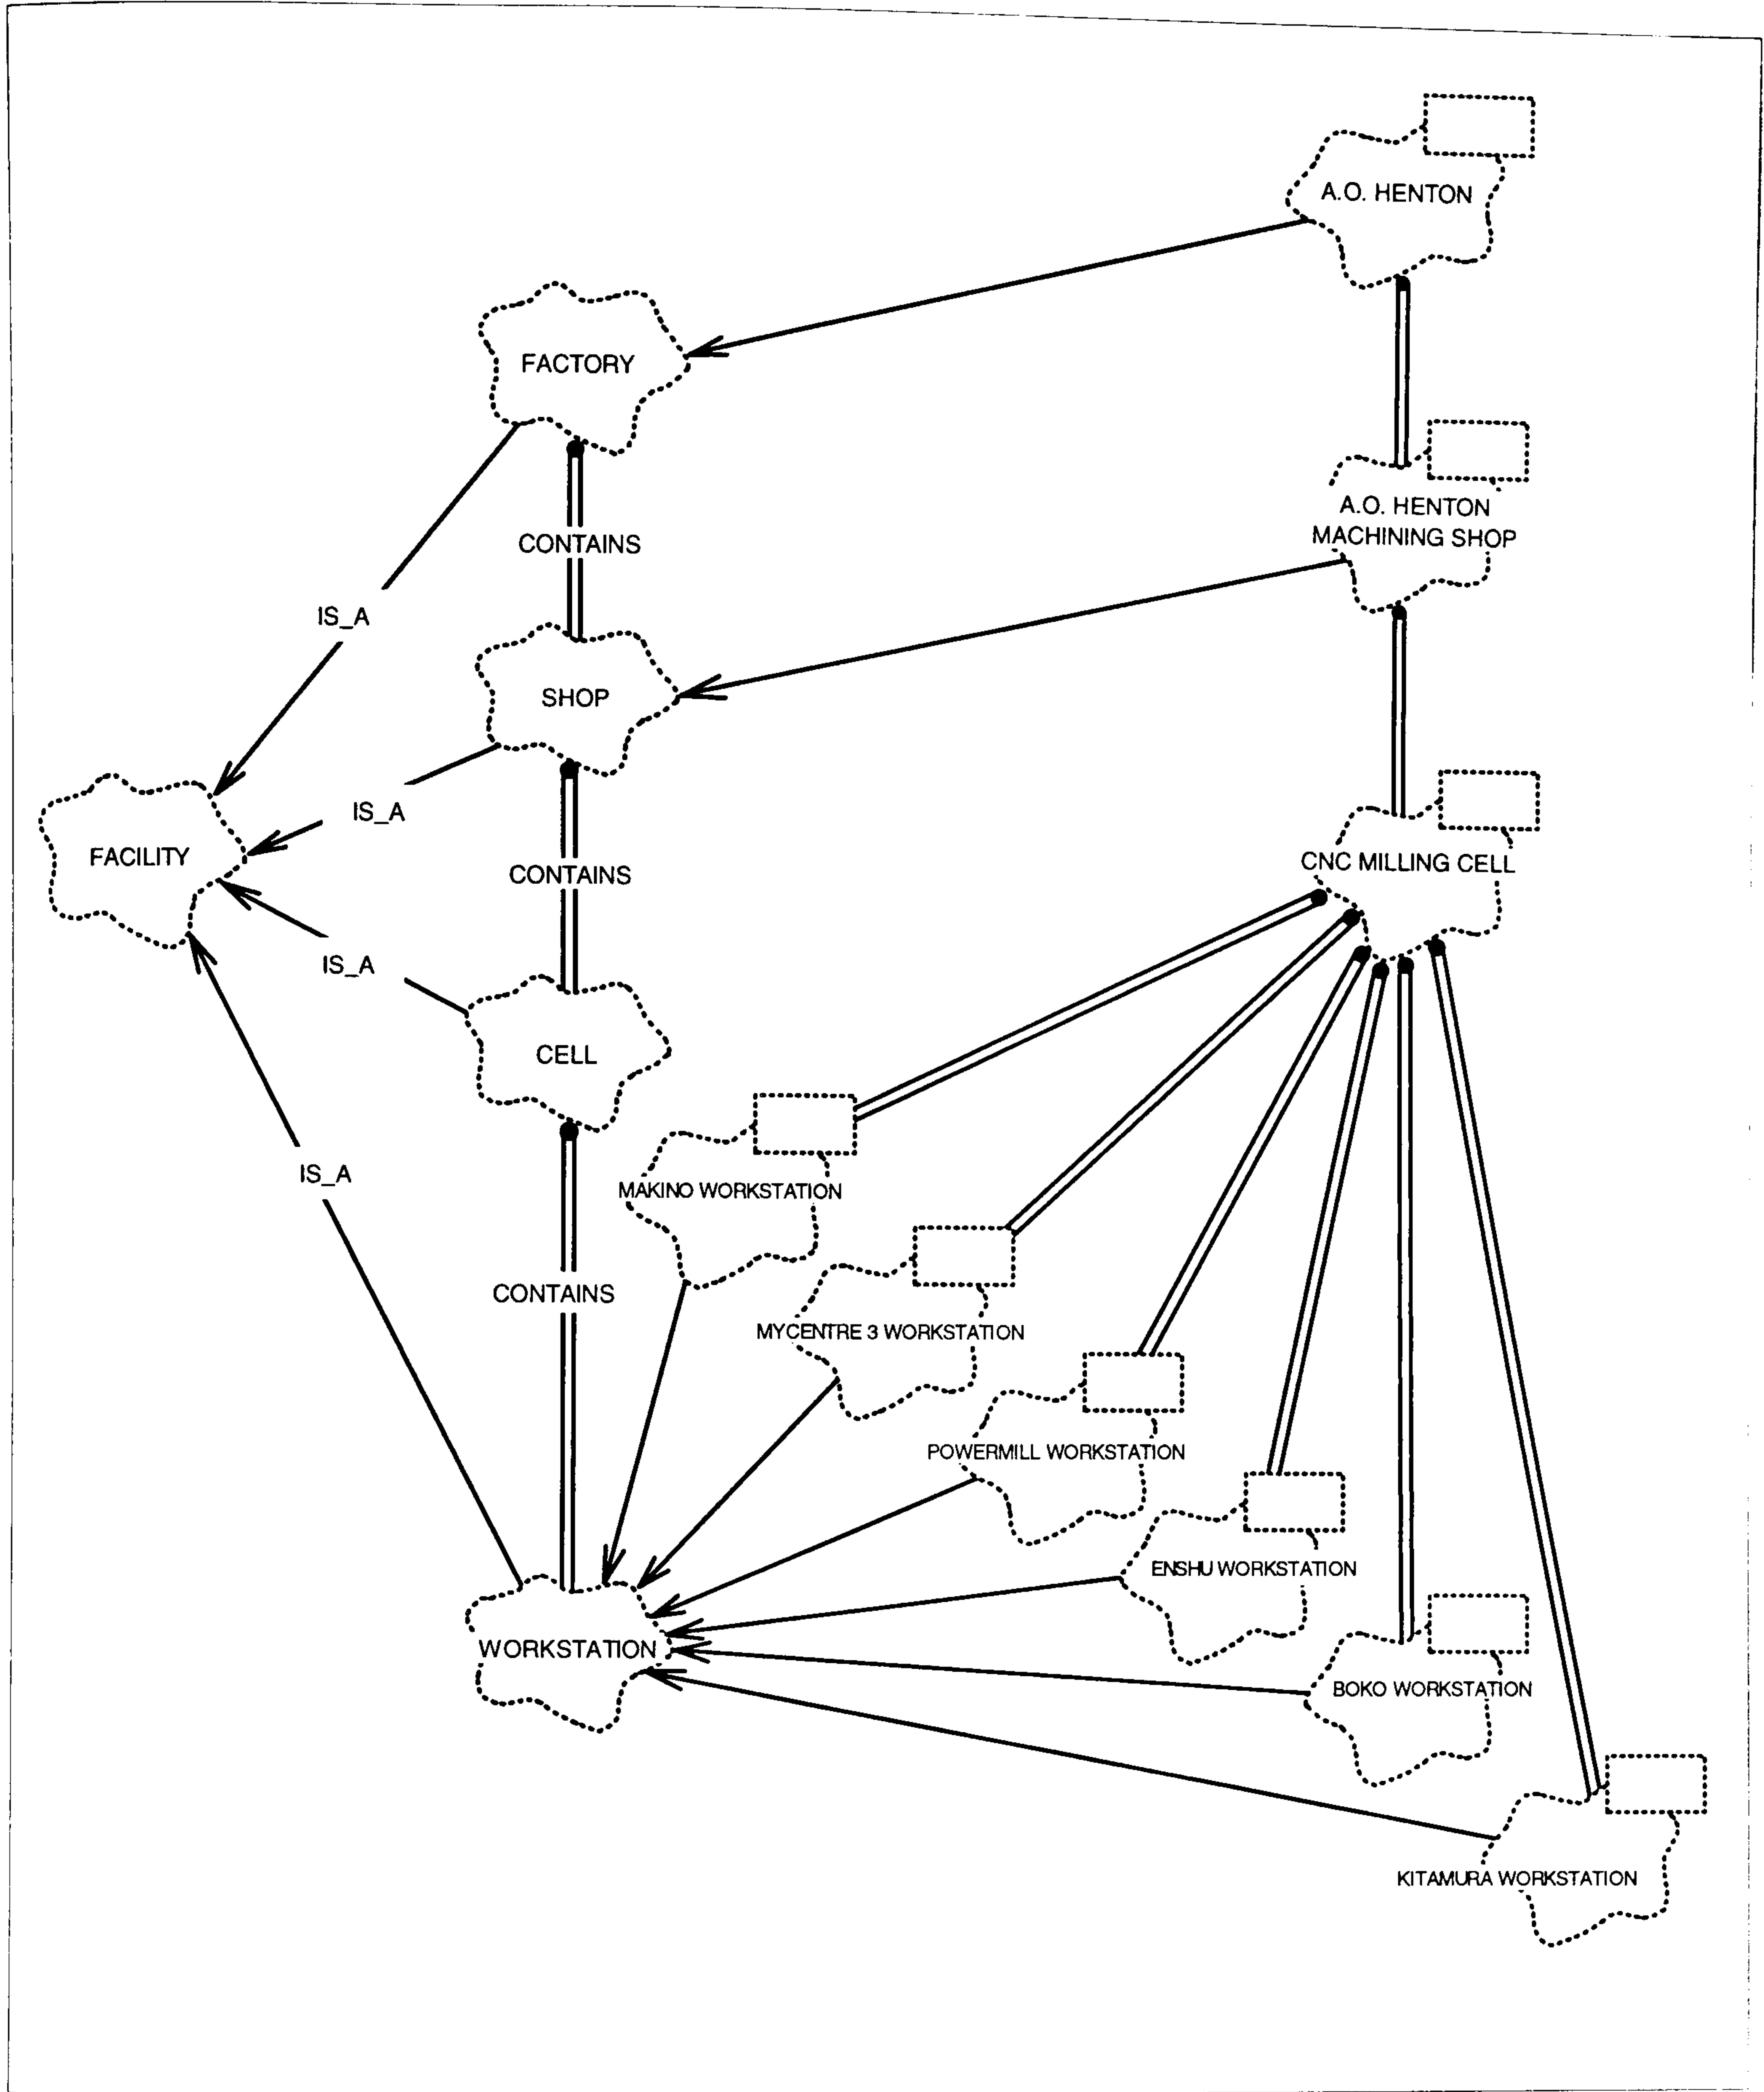 A.O. HENTON
FACTORY
CONTAINS
A.O. HENTON
MACHINING SHOP
IS_A
SHOP
IS_A
FACILITY
CNC MILLING CELL
CONTAINS
IS_A
CELL
IS_A
MAKINO WORKSTATION
CONTAINS
MYCENTRE 3 WORKSTATION
POWERMILL WORKSTATION
ENSHU WORKSTATION
WORKSTATION
BOKO WORKSTATION
KITAMURA WORKSTATION